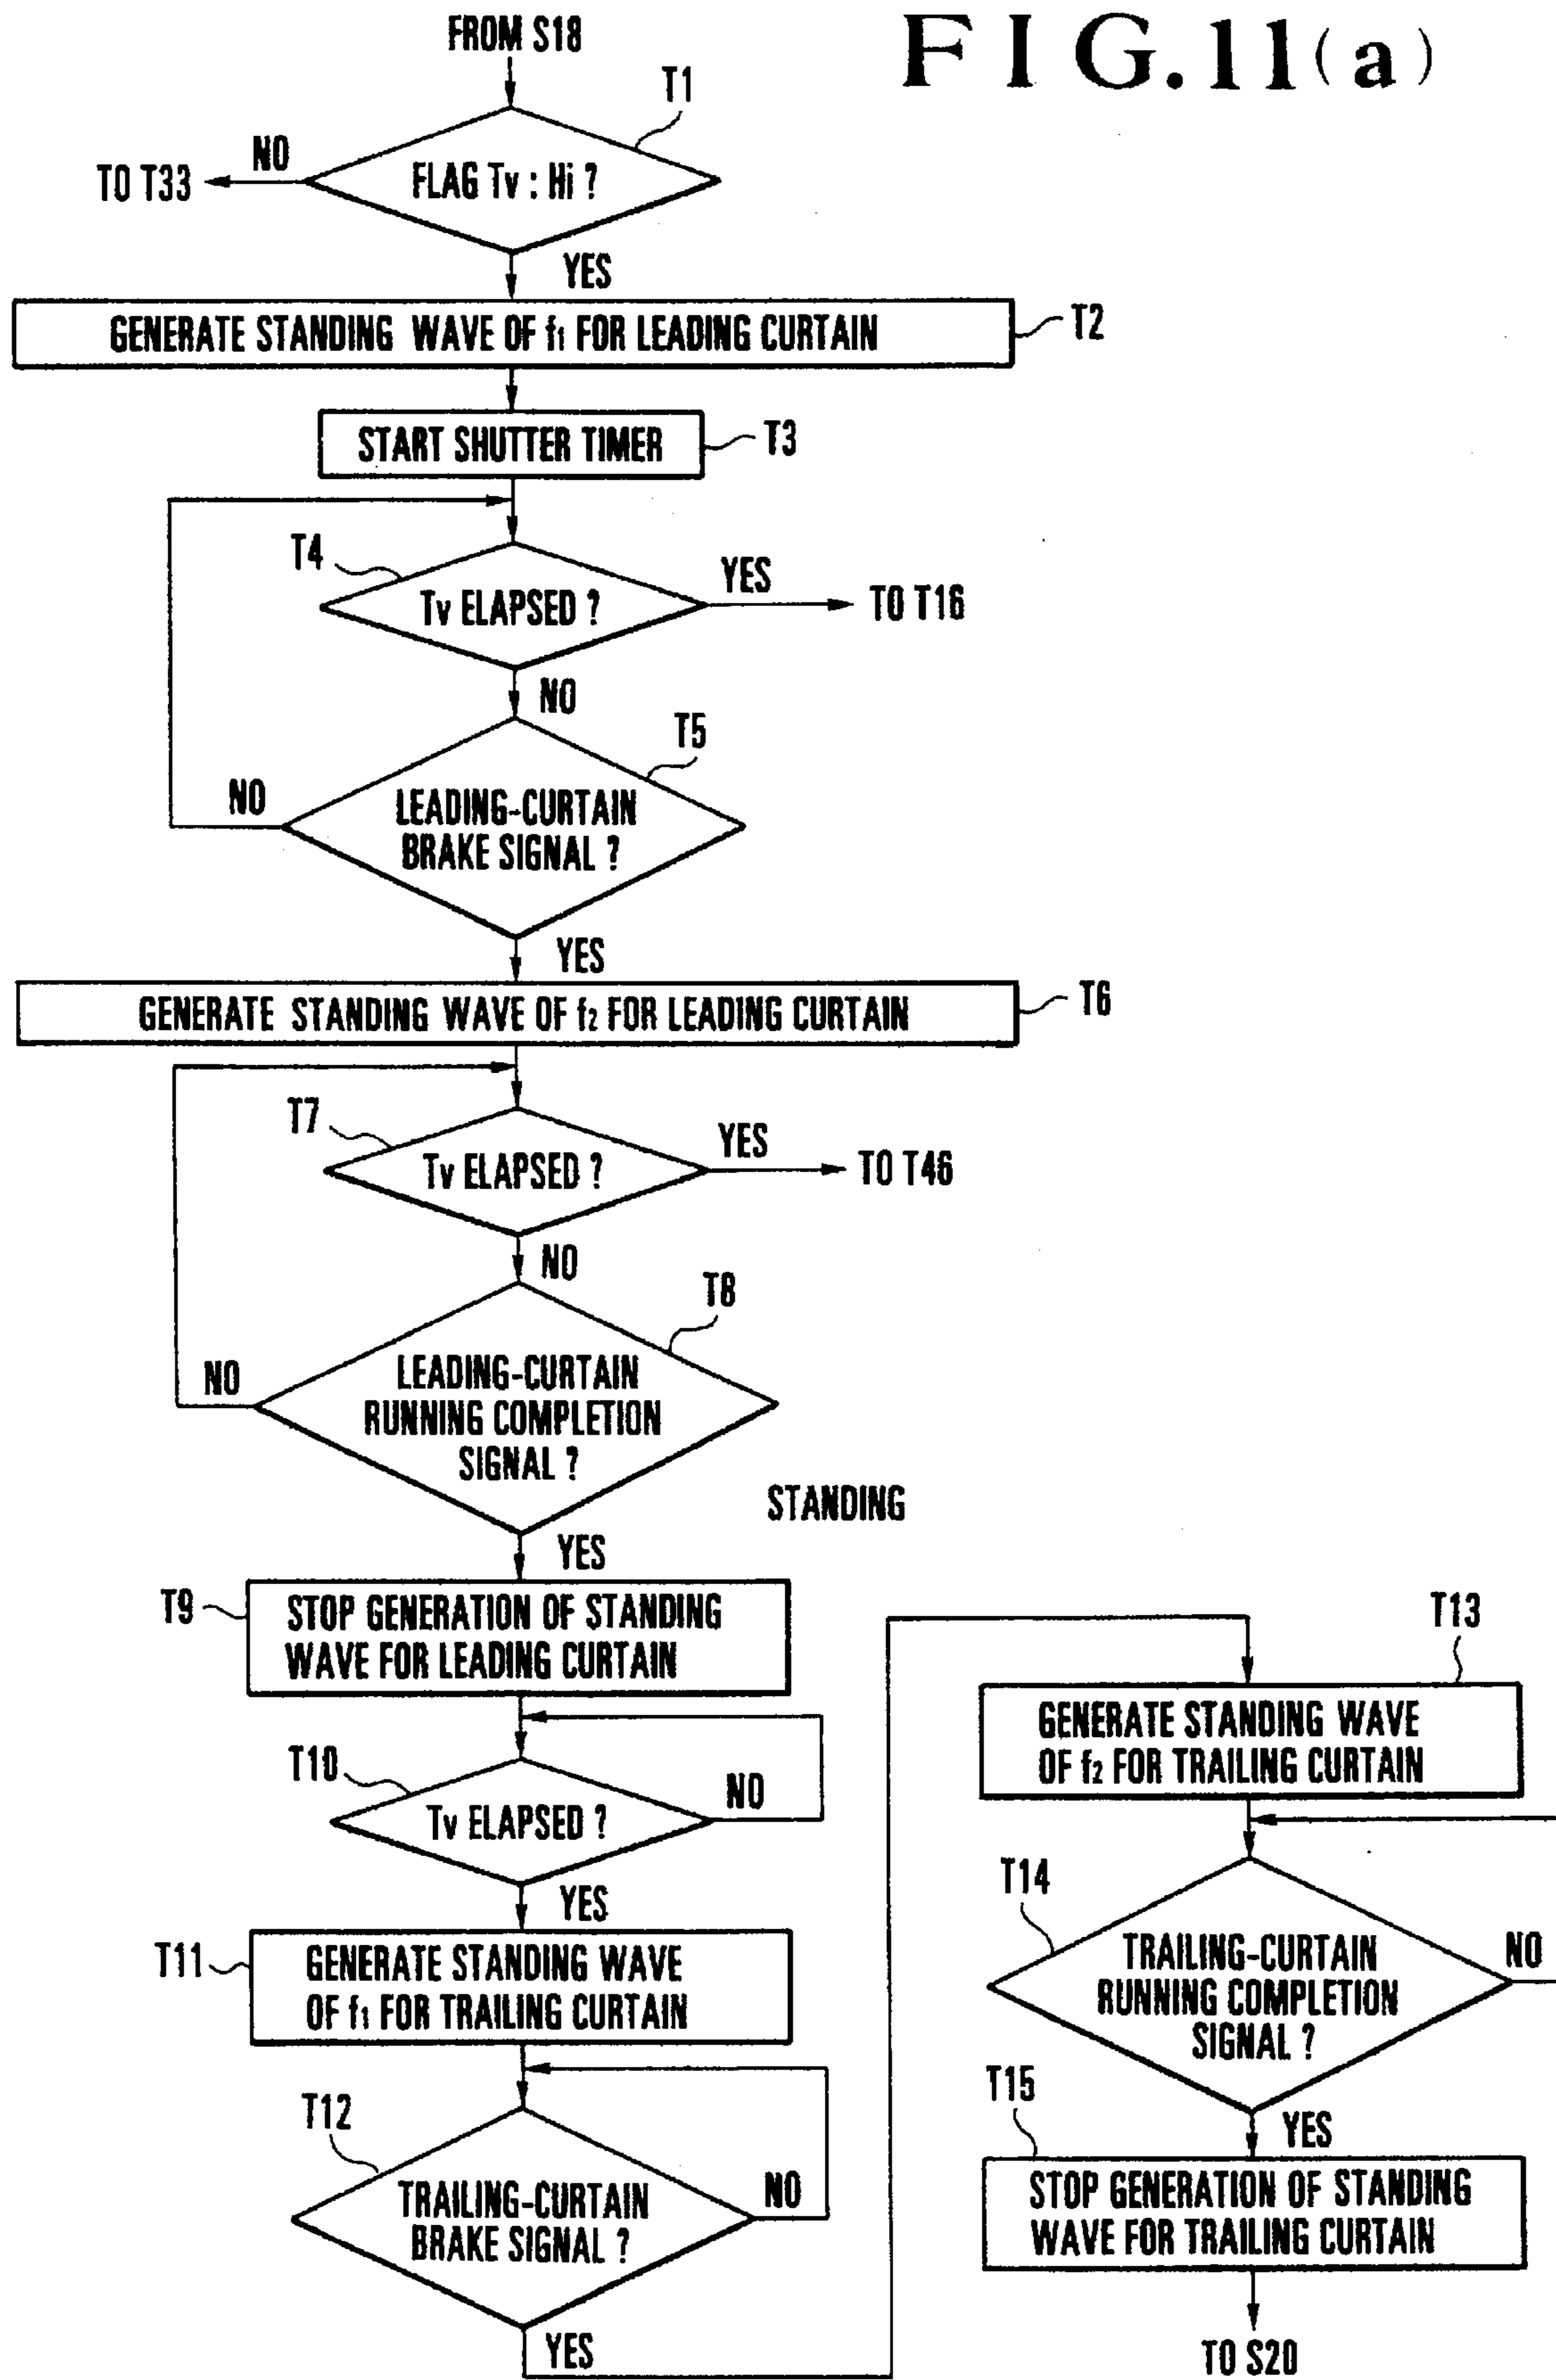 FIG.11(a)
FROM S18
T1
FLAG Tv : Hi ?
NO
TO T33
YES
GENERATE STANDING WAVE OF f1 FOR LEADING CURTAIN
T2
START SHUTTER TIMER
T3
T4
Tv ELAPSED ?
YES
TO T16
NO
T5
LEADING-CURTAIN
BRAKE SIGNAL ?
NO
YES
GENERATE STANDING WAVE OF f2 FOR LEADING CURTAIN
T6
T7
Tv ELAPSED ?
YES
TO T46
NO
T8
LEADING-CURTAIN
RUNNING COMPLETION
SIGNAL ?
NO
STANDING
YES
T9
STOP GENERATION OF STANDING
WAVE FOR LEADING CURTAIN
T10
Tv ELAPSED ?
NO
YES
T11
GENERATE STANDING WAVE
OF f1 FOR TRAILING CURTAIN
T12
TRAILING-CURTAIN
BRAKE SIGNAL ?
NO
YES
T13
GENERATE STANDING WAVE
OF f2 FOR TRAILING CURTAIN
T14
TRAILING-CURTAIN
RUNNING COMPLETION
SIGNAL ?
NO
YES
T15
STOP GENERATION OF STANDING
WAVE FOR TRAILING CURTAIN
TO S20